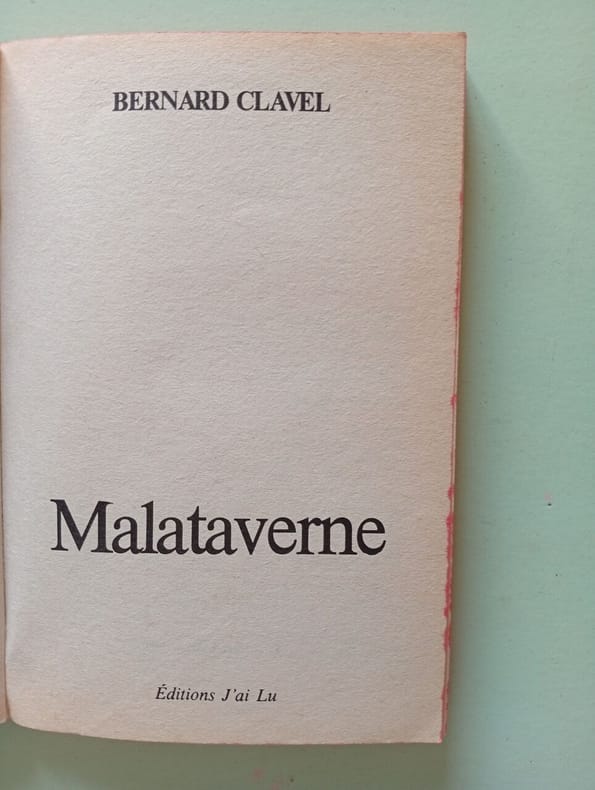 BERNARD CLAVEL
Malataverne
Éditions J'ai Lu